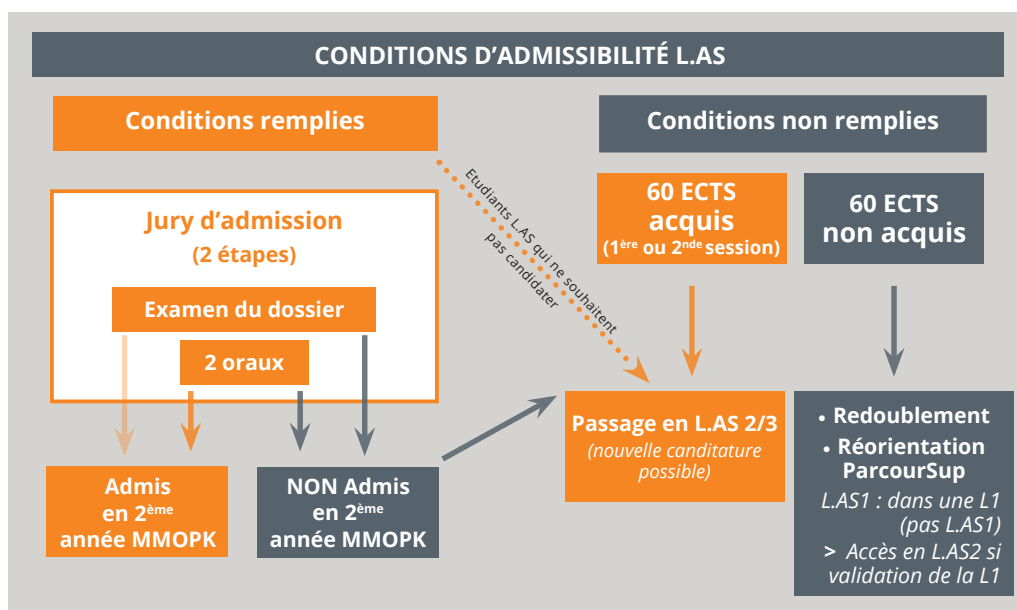 CONDITIONS D’ADMISSIBILITÉ L.AS
Conditions remplies
Jury d’admission
(2 étapes)
Examen du dossier
2 oraux
Admis
en 2ème
année MMOPK
NON Admis
en 2ème
année MMOPK
Etudiants L.AS qui ne souhaitent
pas candidater
Conditions non remplies
60 ECTS
acquis
(1ère ou 2nde session)
60 ECTS
non acquis
Passage en L.AS 2/3
(nouvelle canditature
possible)
• Redoublement
• Réorientation
ParcourSup
L.AS1 : dans une L1
(pas L.AS1)
> Accès en L.AS2 si
validation de la L1